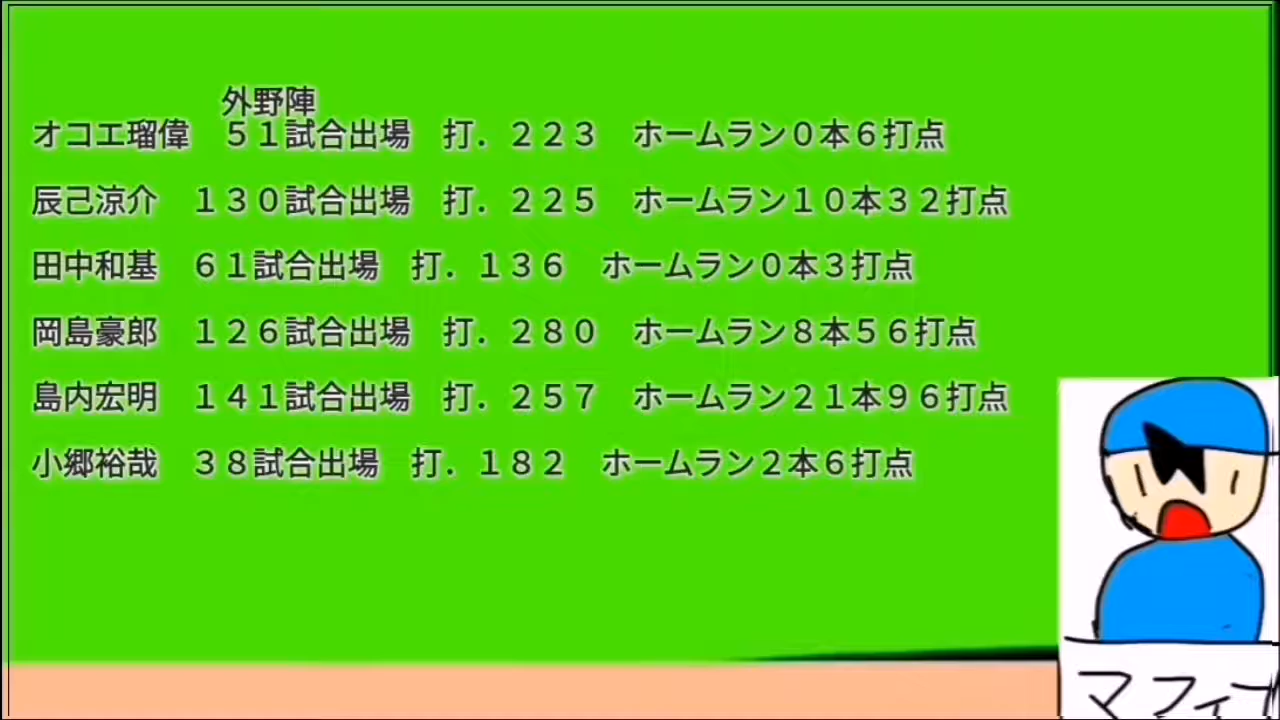 外野陣
オコエ瑠偉　５１試合出場　打．２２３　ホームラン０本６打点
辰己涼介　１３０試合出場　打．２２５　ホームラン１０本３２打点
田中和基　６１試合出場　打．１３６　ホームラン０本３打点
岡島豪郎　１２６試合出場　打．２８０　ホームラン８本５６打点
島内宏明　１４１試合出場　打．２５７　ホームラン２１本９６打点
小郷裕哉　３８試合出場　打．１８２　ホームラン２本６打点